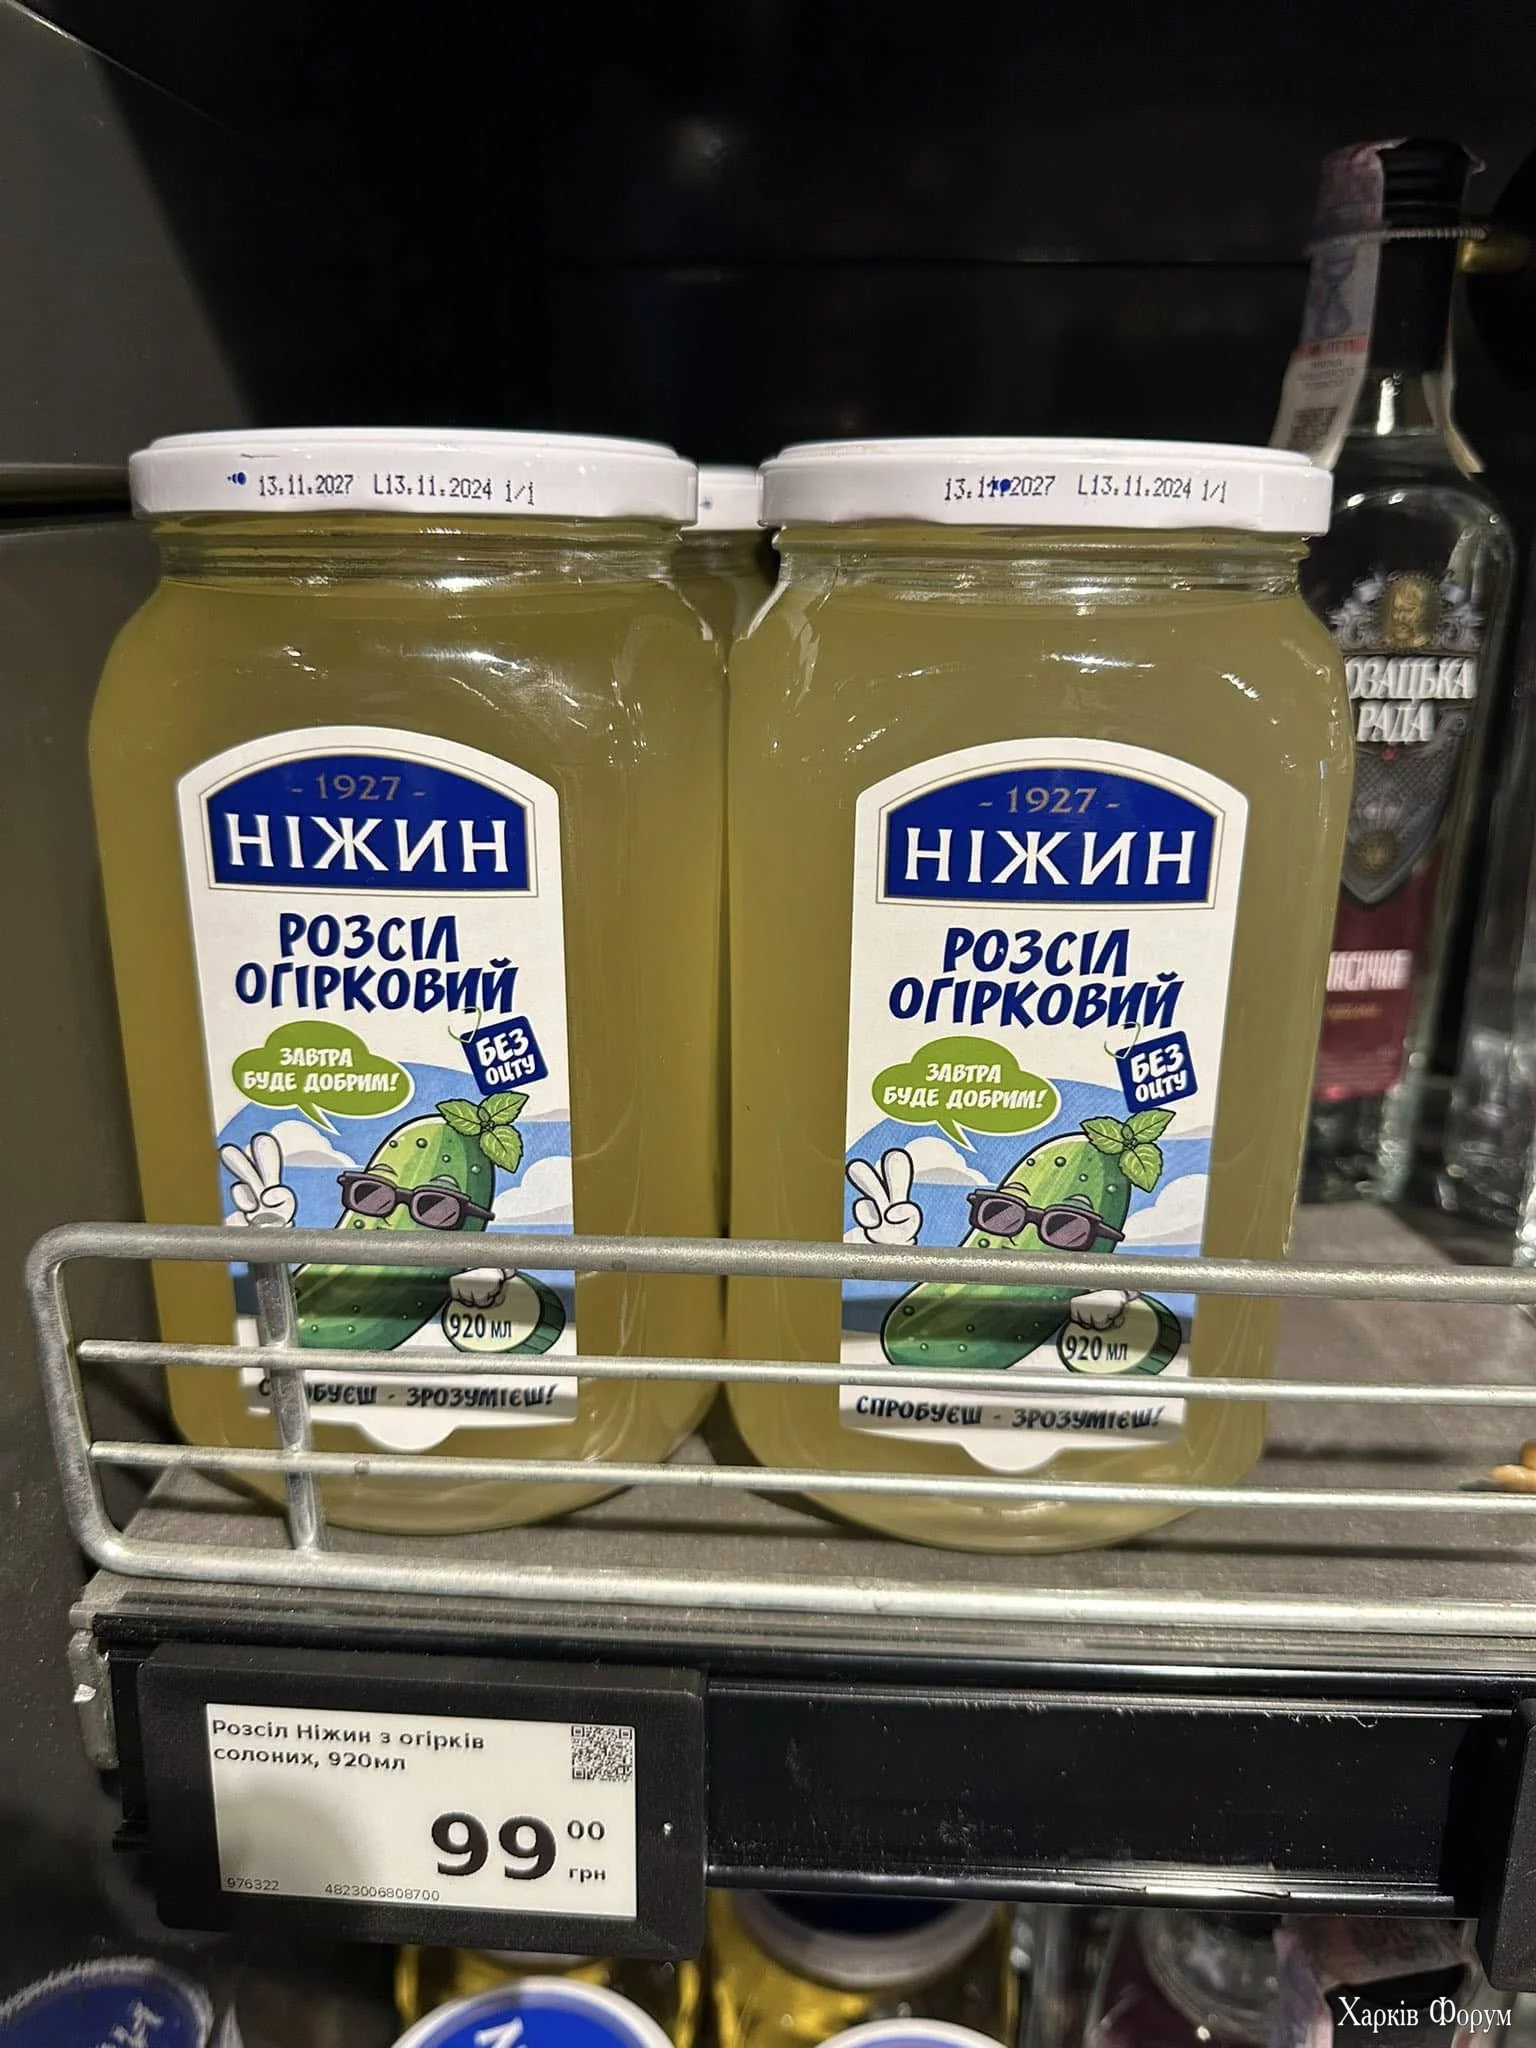 13.11.2027 L13.11.2024 1/1
- 1927 -
НІЖИН
РОЗСІЛ
ОГІРКОВИЙ
БЕЗ
ОЦТУ
ЗАВТРА
БУДЕ ДОБРИМ!
920 мл
- ЗРОЗУМІЄШ!
13.11.2027 L13.11.2024 1/1
- 1927 -
НІЖИН
РОЗСІЛ
ОГІРКОВИЙ
БЕЗ
ОЦТУ
ЗАВТРА
БУДЕ ДОБРИМ!
920 мл
СПРОБУЄШ - ЗРОЗУМІЄШ!
ОЗАЦЬКА
РАДА
Розсіл Ніжин з огірків
солоних, 920мл
99 00
грн
976322 4823006808700
Харків Форум